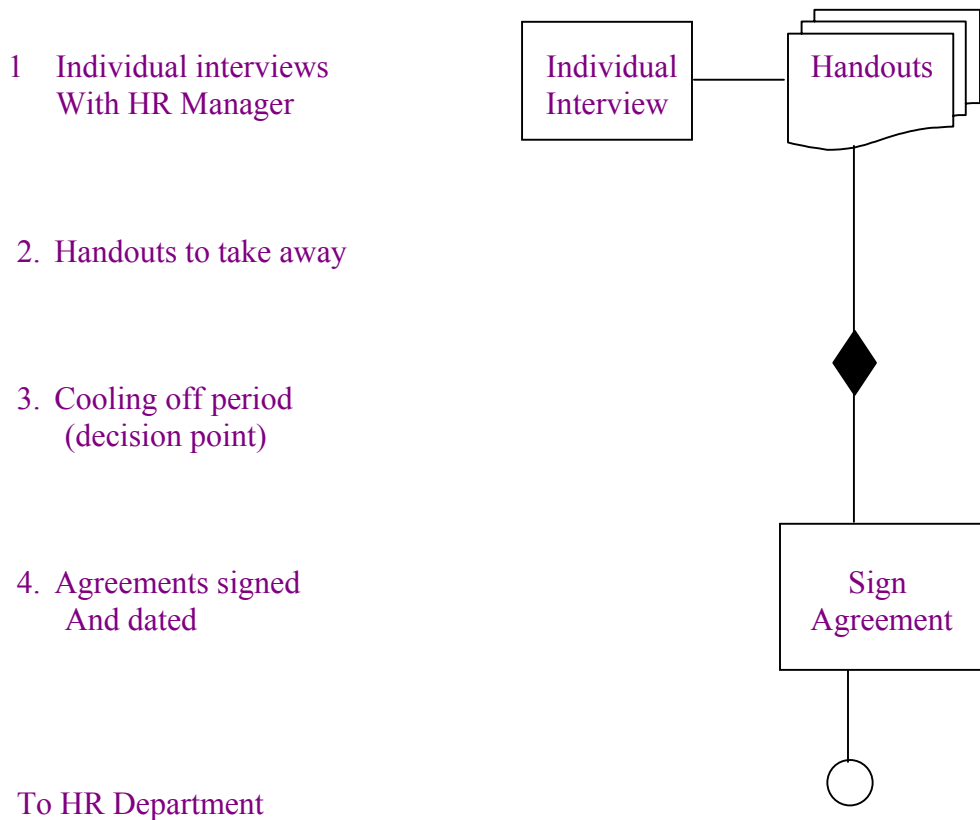 1 Individual interviews
With HR Manager
Individual
Interview
Handouts
2. Handouts to take away
3. Cooling off period
(decision point)
4. Agreements signed
And dated
Sign
Agreement
To HR Department